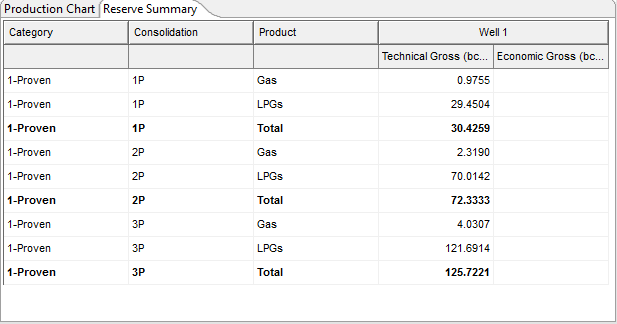 Production Chart Reserve Summary
Category Consolidation Product Well 1
Technical Gross (bc... Economic Gross (bc...
1-Proven 1P Gas 0.9755
1-Proven 1P LPGs 29.4504
1-Proven 1P Total 30.4259
1-Proven 2P Gas 2.3190
1-Proven 2P LPGs 70.0142
1-Proven 2P Total 72.3333
1-Proven 3P Gas 4.0307
1-Proven 3P LPGs 121.6914
1-Proven 3P Total 125.7221